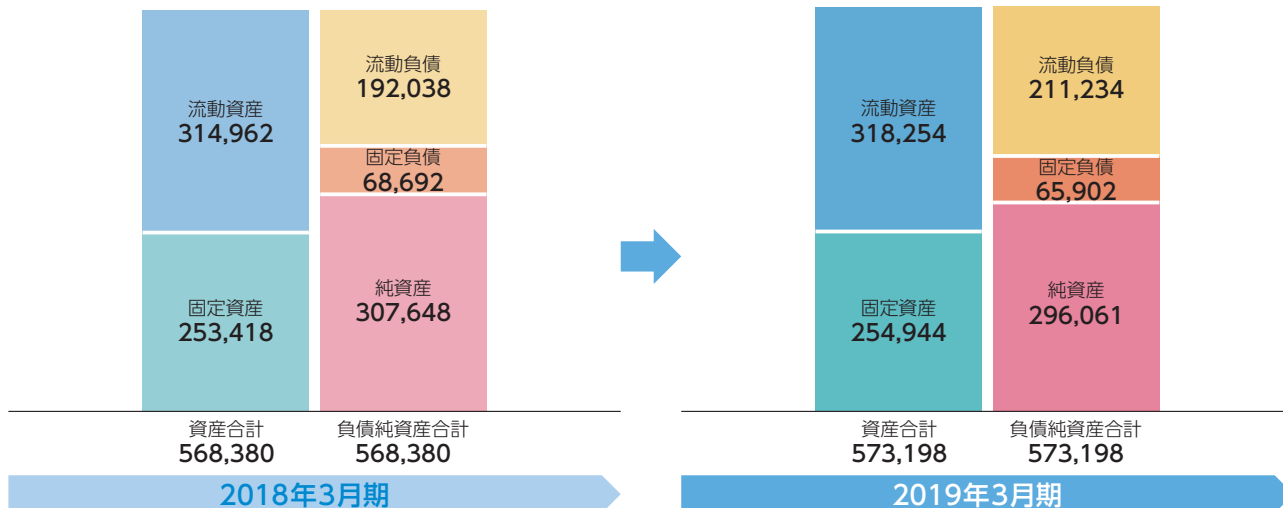 流動資産
314,962
固定資産
253,418
流動負債
192,038
固定負債
68,692
純資産
307,648
資産合計
568,380
負債純資産合計
568,380
2018年3月期
流動資産
318,254
固定資産
254,944
流動負債
211,234
固定負債
65,902
純資産
296,061
資産合計
573,198
負債純資産合計
573,198
2019年3月期